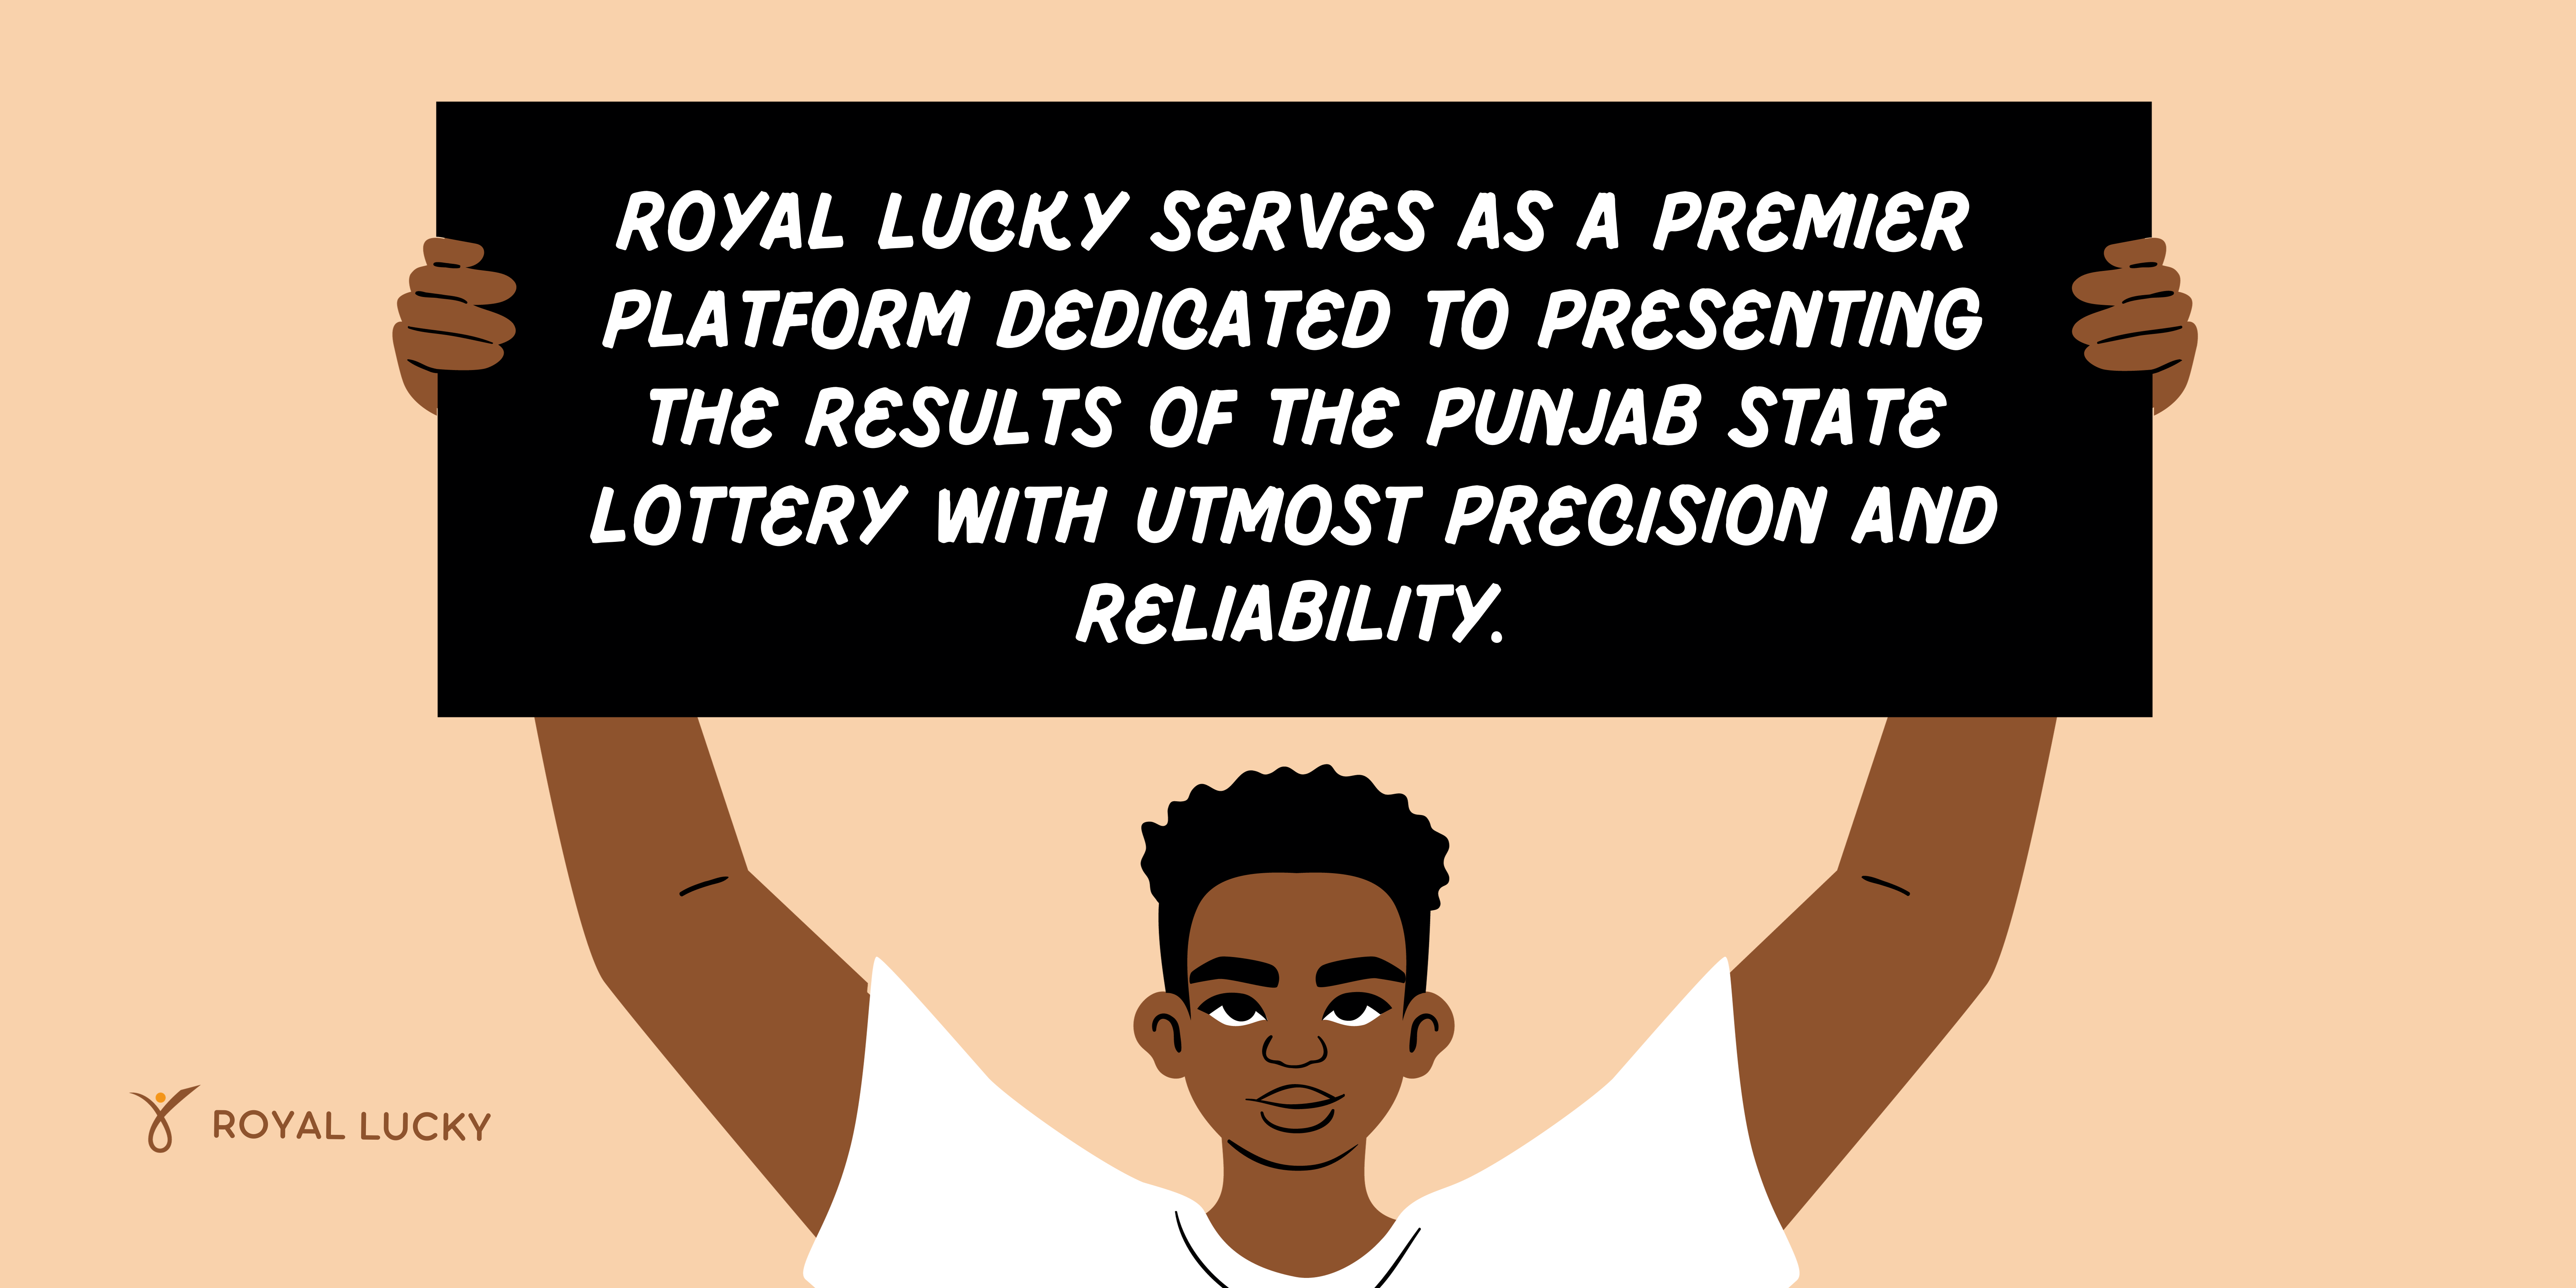 ROYAL LUCKY SERVES AS A PREMIER
PLATFORM DEDICATED TO PRESENTING
THE RESULTS OF THE PUNJAB STATE
LOTTERY WITH UTMOST PRECISION AND
RELIABILITY.
ROYAL LUCKY